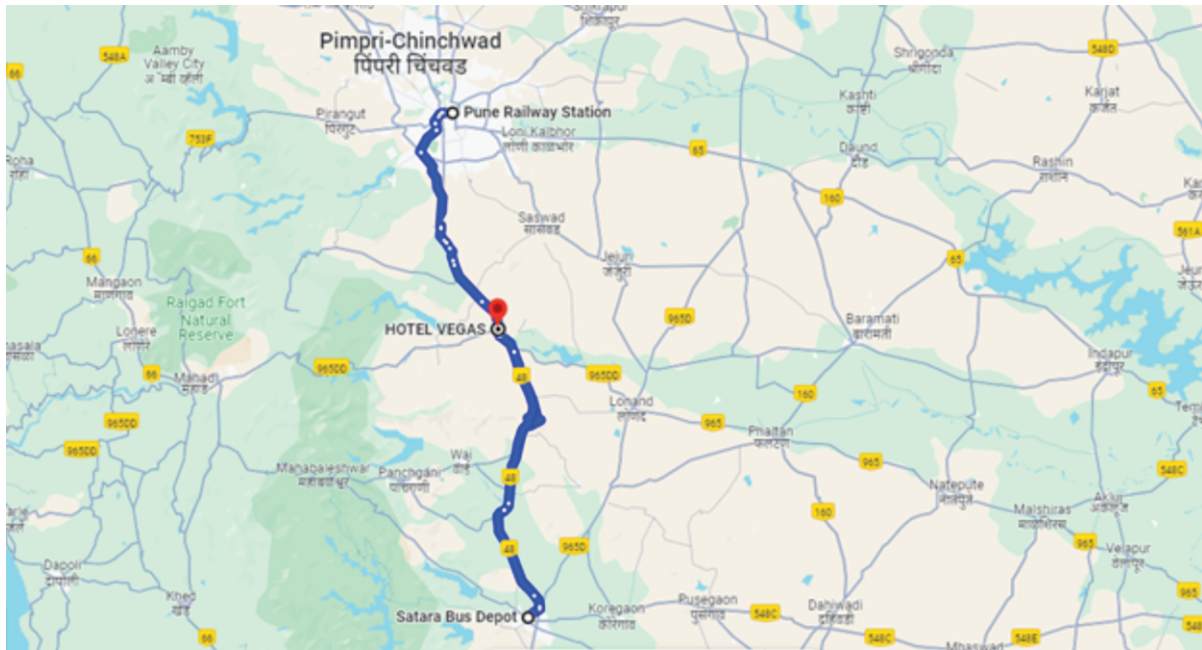 शिक्रापूर
Pimpri-Chinchwad
पिंपरी चिंचवड
548A
Aamby
Valley City
66
Shrigonda
श्रीगोंदा
548D
Kashti
काष्टी
Karjat
कर्जत
Pirangut
पिरंगुट
Pune Railway Station
Loni Kalbhor
लोणी काळभोर
753F
65
Daund
दौंड
Rashin
राशीन
Roha
रोहा
160
Saswad
सासवड
561A
66
Jejuri
जेजुरी
65
Mangaon
माणगाव
Raigad Fort
Natural
Reserve
Lonere
लोणेरे
HOTEL VEGAS
965D
Baramati
बारामती
Indapur
इंदापूर
66
Mahad
महाड
965DD
48
965DD
65
160
Lonand
लोणंद
965DD
965
Phaltan
फलटण
965DD
965
548C
Wai
वाई
Mahabaleshwar
महाबळेश्वर
Panchgani
पाचगणी
48
Natepute
नातेपुते
Akluj
अकलूज
160
Malshiras
माळशिरस
965
Velapur
वेळापूर
48
965D
Dapoli
दापोली
965
Khed
खेड
Satara Bus Depot
Koregaon
कोरेगाव
Pusegaon
पुसेगाव
548C
Dahiwadi
दहिवडी
66
548C
548E
548
Mhaswad